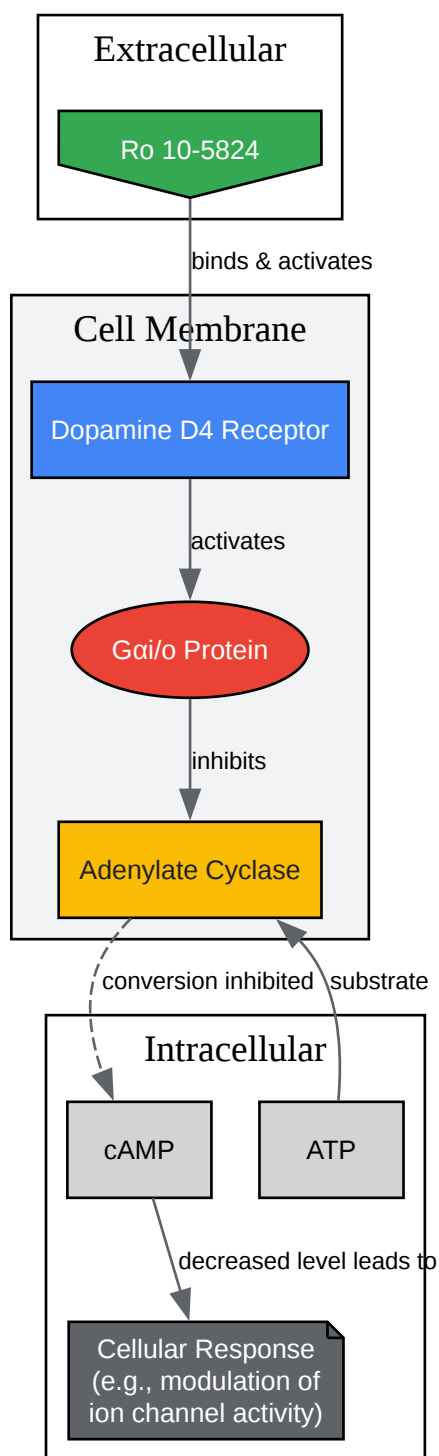 Extracellular
Ro 10-5824
binds & activates
Cell Membrane
Dopamine D4 Receptor
activates
Gαi/o Protein
inhibits
Adenylate Cyclase
conversion inhibited
substrate
Intracellular
cAMP
ATP
decreased level leads to
Cellular Response
(e.g., modulation of
ion channel activity)